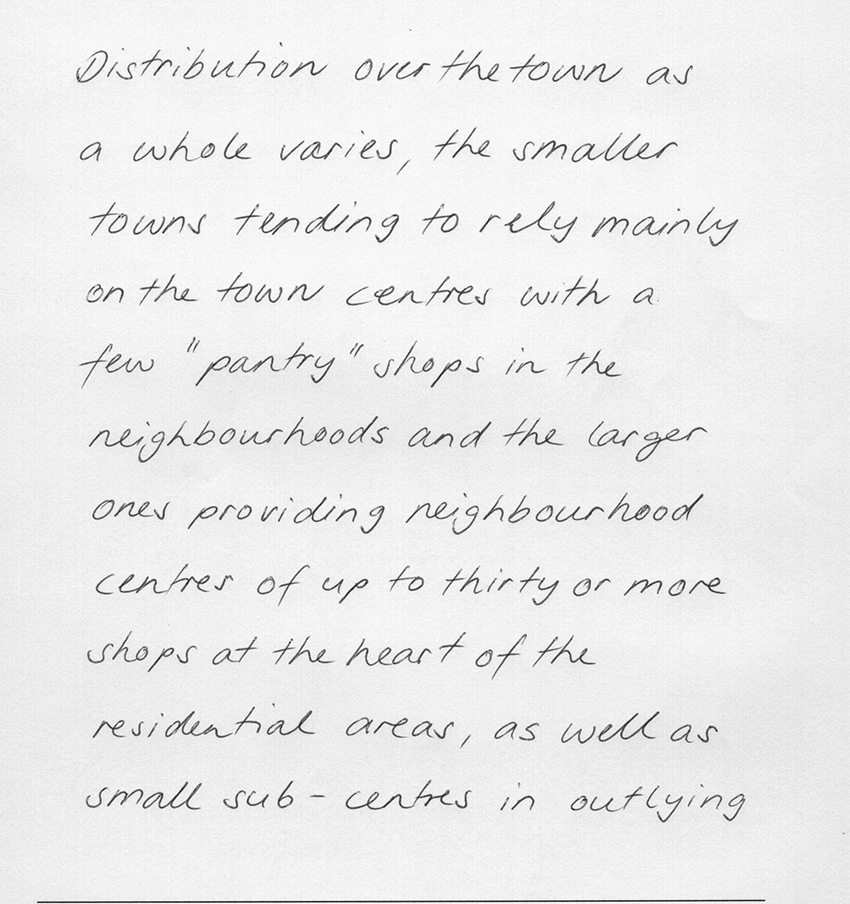 Distribution over the town as
a whole varies, the smaller
towns tending to rely mainly
on the town centres with a
few "pantry" shops in the
neighbourhoods and the larger
ones providing neighbourhood
centres of up to thirty or more
shops at the heart of the
residential areas, as well as
small sub-centres in outlying